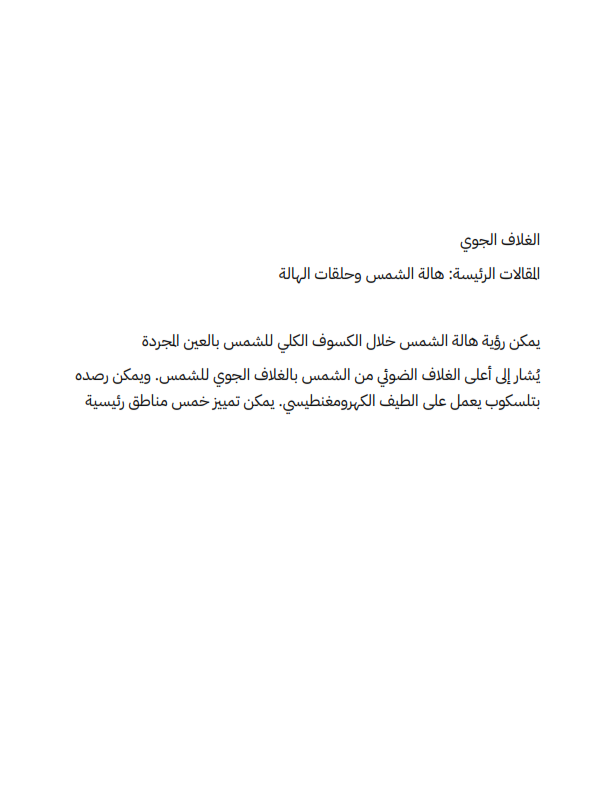 الغلاف الجوي
المقالات الرئيسة: هالة الشمس وحلقات الهالة
يمكن رؤية هالة الشمس خلال الكسوف الكلي للشمس بالعين المجردة
يُشار إلى أعلى الغلاف الضوئي من الشمس بالغلاف الجوي للشمس. ويمكن رصده
بتلسكوب يعمل على الطيف الكهرومغنطيسي. يمكن تمييز خمس مناطق رئيسية